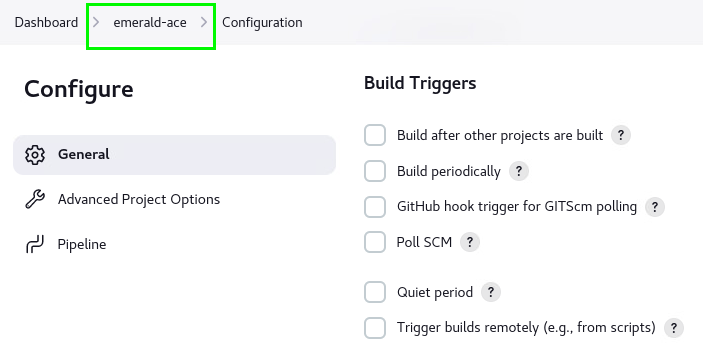 Dashboard > emerald-ace > Configuration
Configure
General
Advanced Project Options
Pipeline
Build Triggers
Build after other projects are built ?
Build periodically ?
GitHub hook trigger for GITScm polling ?
Poll SCM ?
Quiet period ?
Trigger builds remotely (e.g., from scripts) ?